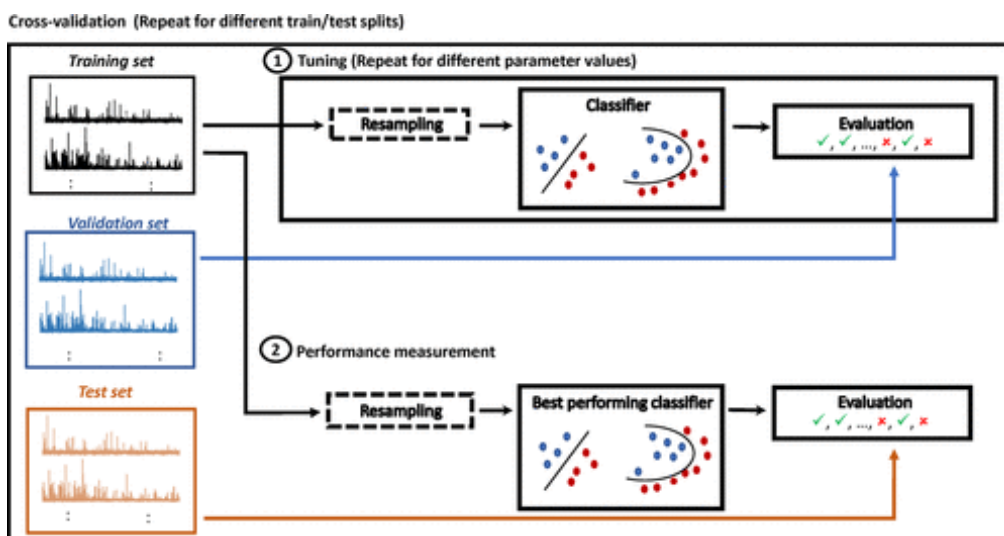 Cross-validation (Repeat for different train/test splits)
Training set
1 Tuning (Repeat for different parameter values)
Resampling
Classifier
Evaluation
✓, ✓, ..., ✗, ✓, ✗
Validation set
2 Performance measurement
Test set
Resampling
Best performing classifier
Evaluation
✓, ✓, ..., ✗, ✓, ✗